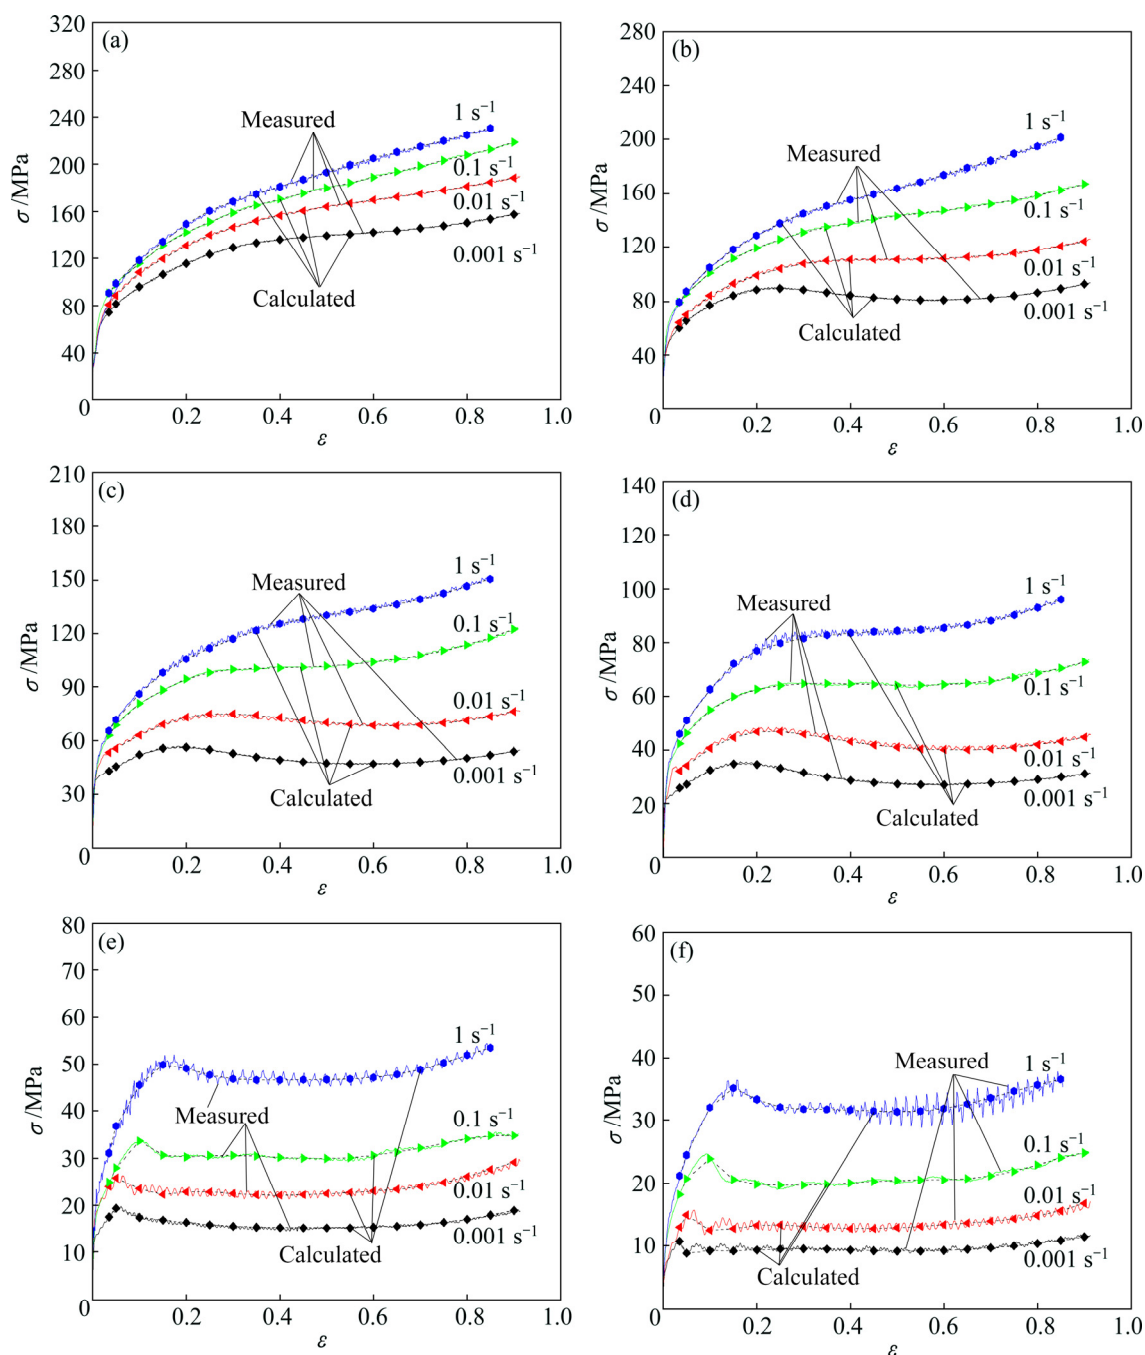 (a)
320
280
240
200
160
120
80
40
0
σ/MPa
Measured
Calculated
1 s⁻¹
0.1 s⁻¹
0.01 s⁻¹
0.001 s⁻¹
0.2 0.4 0.6 0.8 1.0
ε
(b)
280
240
200
160
120
80
40
0
σ/MPa
Measured
Calculated
1 s⁻¹
0.1 s⁻¹
0.01 s⁻¹
0.001 s⁻¹
0.2 0.4 0.6 0.8 1.0
ε
(c)
210
180
150
120
90
60
30
0
σ/MPa
Measured
Calculated
1 s⁻¹
0.1 s⁻¹
0.01 s⁻¹
0.001 s⁻¹
0.2 0.4 0.6 0.8 1.0
ε
(d)
140
120
100
80
60
40
20
0
σ/MPa
Measured
Calculated
1 s⁻¹
0.1 s⁻¹
0.01 s⁻¹
0.001 s⁻¹
0.2 0.4 0.6 0.8 1.0
ε
(e)
80
70
60
50
40
30
20
10
0
σ/MPa
Measured
Calculated
1 s⁻¹
0.1 s⁻¹
0.01 s⁻¹
0.001 s⁻¹
0.2 0.4 0.6 0.8 1.0
ε
(f)
60
50
40
30
20
10
0
σ/MPa
Measured
Calculated
1 s⁻¹
0.1 s⁻¹
0.01 s⁻¹
0.001 s⁻¹
0.2 0.4 0.6 0.8 1.0
ε